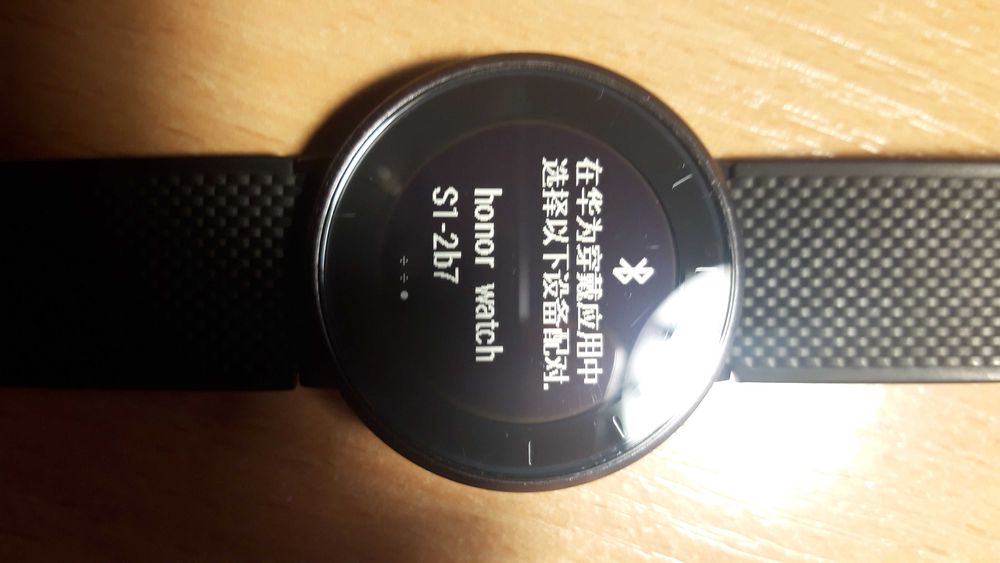 在华为穿戴应用中
选择以下设备配对.
honor watch
S1-2b7